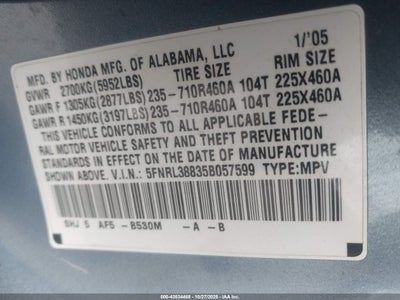 MFD. BY HONDA MFG. OF ALABAMA, LLC 1/'05
GVWR 2700KG(5952LBS) TIRE SIZE RIM SIZE
GAWR F 1305KG(2877LBS)235-710R460A 104T 225X460A
GAWR R 1450KG(3197LBS)235-710R460A 104T 225X460A
THIS VEHICLE CONFORMS TO ALL APPLICABLE FEDE-
RAL MOTOR VEHICLE SAFETY AND THEFT PREVENTION
STANDARDS IN EFFECT ON THE DATE OF MANUFACTURE
SHOWN ABOVE. V.I.N.: 5FNRL38835B057599 TYPE:MPV
SHJ 5 AF5 -B530M -A -B
000-43534468 - 10/27/2025 - IAA Inc.